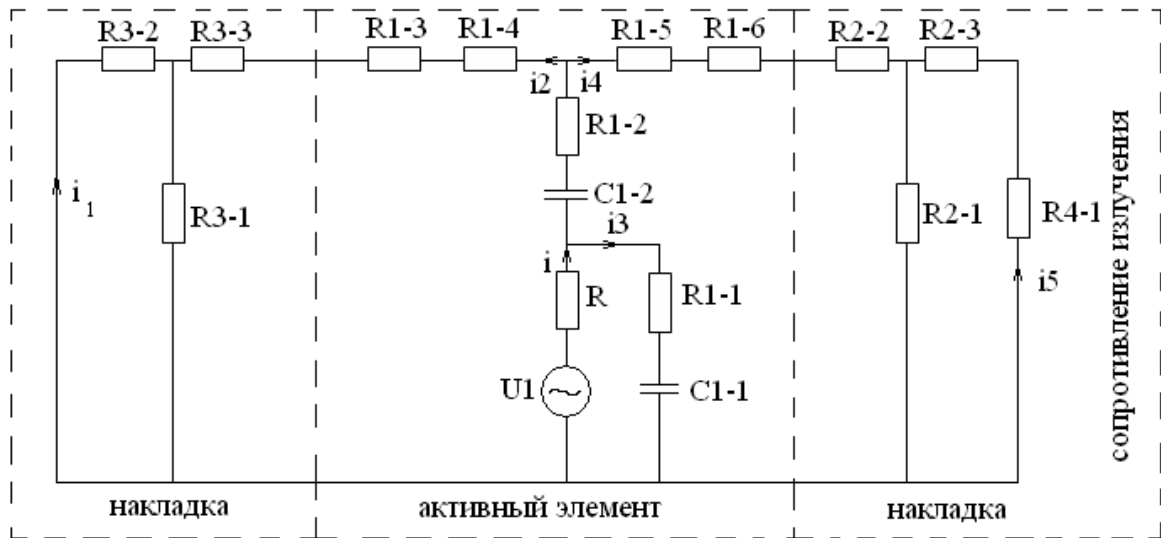 R3-2 R3-3 R1-3 R1-4 R1-5 R1-6 R2-2 R2-3
i2 i4
R1-2
C1-2
i1
R3-1
R2-1
R4-1
i3
i
R
R1-1
i5
U1
C1-1
сопротивление излучения
накладка активный элемент накладка